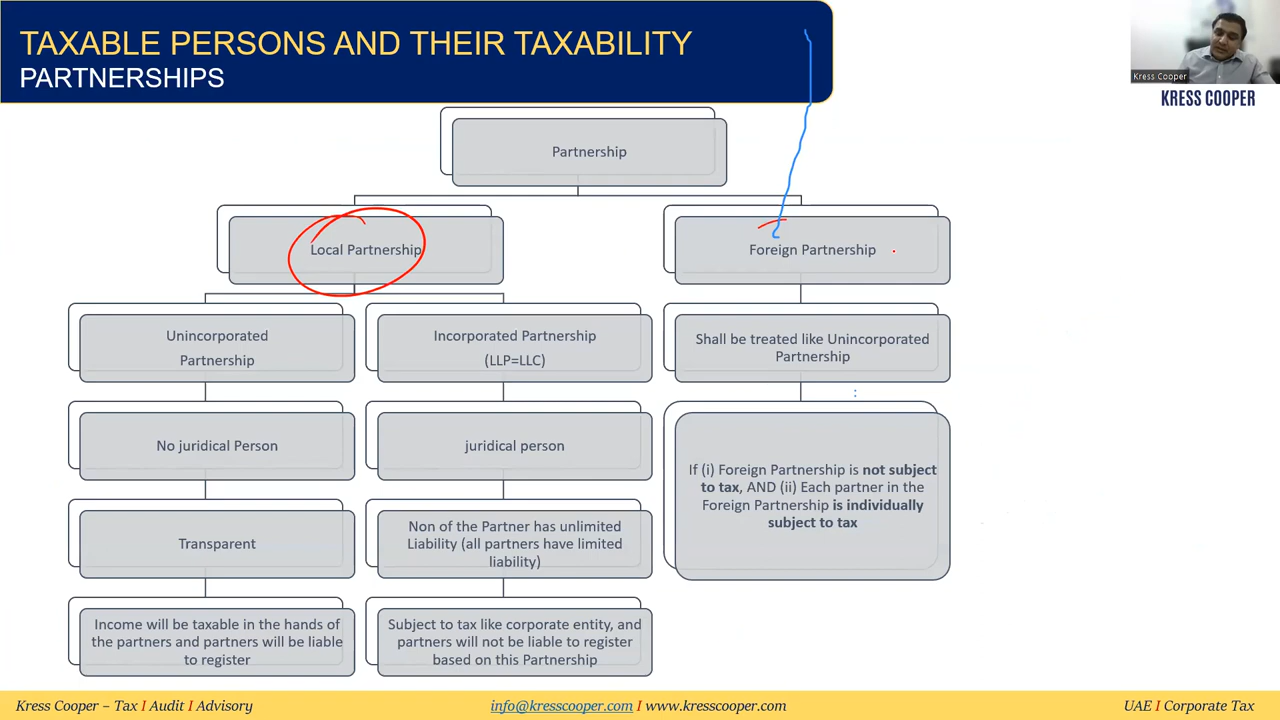 TAXABLE PERSONS AND THEIR TAXABILITY
PARTNERSHIPS
Kress Cooper
KRESS COOPER
Partnership
Local Partnership
Foreign Partnership
Unincorporated
Partnership
Incorporated Partnership
(LLP=LLC)
Shall be treated like Unincorporated
Partnership
No juridical Person
juridical person
If (i) Foreign Partnership is not subject
to tax, AND (ii) Each partner in the
Foreign Partnership is individually
subject to tax
Transparent
Non of the Partner has unlimited
Liability (all partners have limited
liability)
Income will be taxable in the hands of
the partners and partners will be liable
to register
Subject to tax like corporate entity, and
partners will not be liable to register
based on this Partnership
Kress Cooper – Tax I Audit I Advisory
info@kresscooper.com I www.kresscooper.com
UAE I Corporate Tax